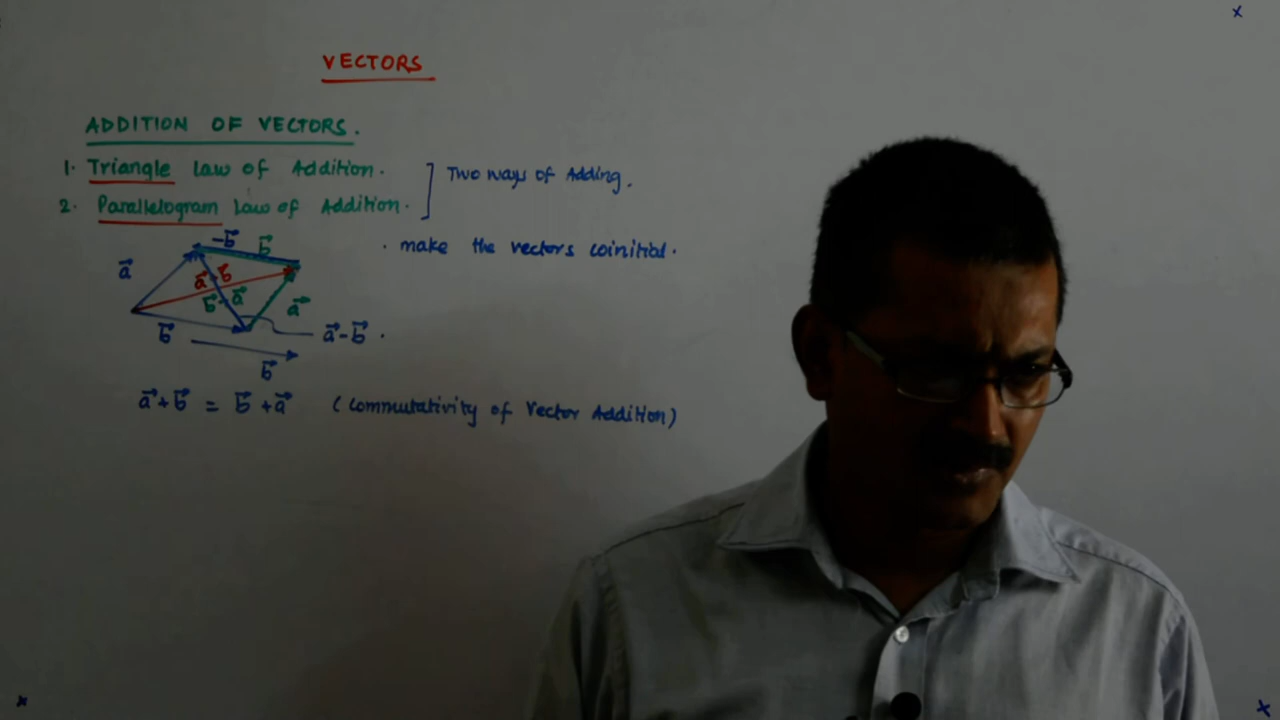 VECTORS
ADDITION OF VECTORS.
1. Triangle Law of Addition.
2. Parallelogram Law of Addition.
Two ways of Adding.
. make the vectors coinitial.
-b⃗ b⃗
a⃗
a⃗+b⃗
b⃗-a⃗
a⃗
b⃗
a⃗-b⃗.
b⃗
a⃗+b⃗ = b⃗+a⃗ (Commutativity of Vector Addition)